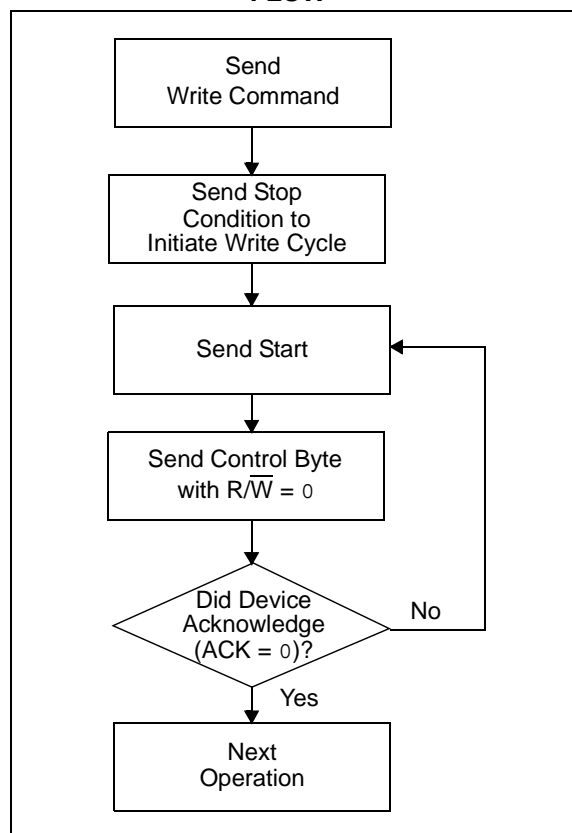 Send
Write Command
Send Stop
Condition to
Initiate Write Cycle
Send Start
Send Control Byte
with R/W̅ = 0
Did Device
Acknowledge
(ACK = 0)?
No
Yes
Next
Operation